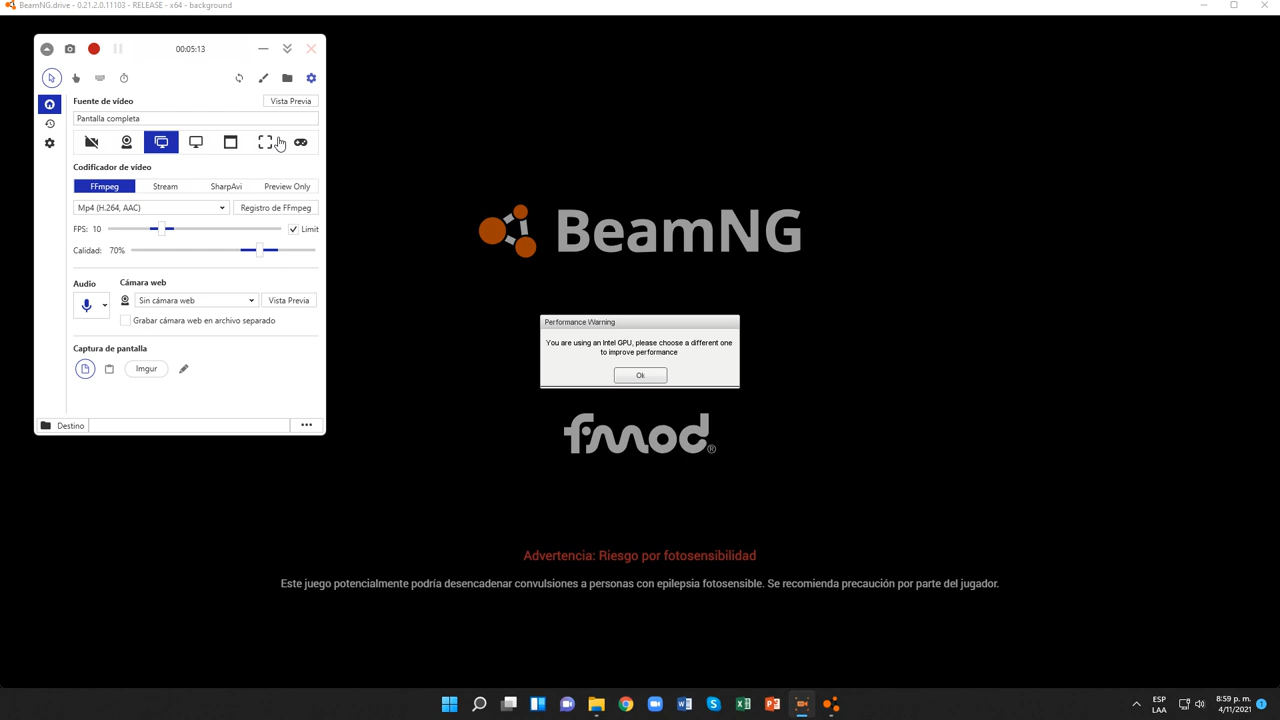 BeamNG.drive - 0.21.2.0.11103 - RELEASE - x64 - background
00:05:13
Fuente de vídeo
Vista Previa
Pantalla completa
Codificador de vídeo
FFmpeg Stream SharpAvi Preview Only
Mp4 (H.264, AAC) Registro de FFmpeg
FPS: 10 Limit
Calidad: 70%
Audio
Cámara web
Sin cámara web Vista Previa
Grabar cámara web en archivo separado
Captura de pantalla
Imgur
Destino
BeamNG
Performance Warning
You are using an Intel GPU, please choose a different one
to improve performance
Ok
fmod®
Advertencia: Riesgo por fotosensibilidad
Este juego potencialmente podría desencadenar convulsiones a personas con epilepsia fotosensible. Se recomienda precaución por parte del jugador.
ESP
LAA
8:59 p. m.
4/11/2021